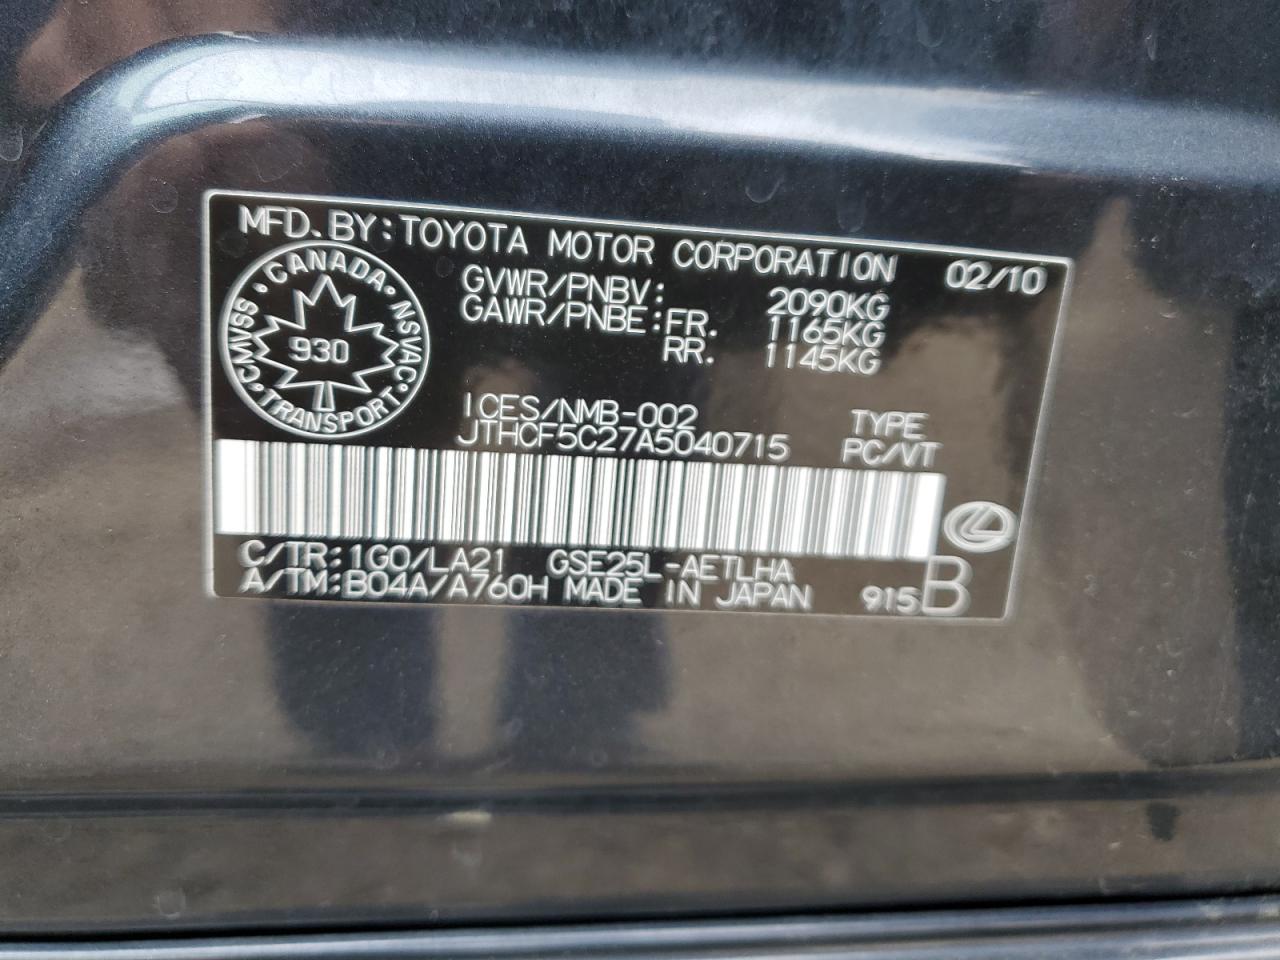 MFD. BY: TOYOTA MOTOR CORPORATION 02/10
GVWR/PNBV: 2090KG
GAWR/PNBE: FR. 1165KG
RR. 1145KG
CANADA · NSVAC · TRANSPORT · CMVSS ·
930
ICES/NMB-002 TYPE
JTHCF5C27A5040715 PC/VT
C/TR: 1G0/LA21 GSE25L-AETLHA
A/TM: B04A/A760H MADE IN JAPAN 915 B